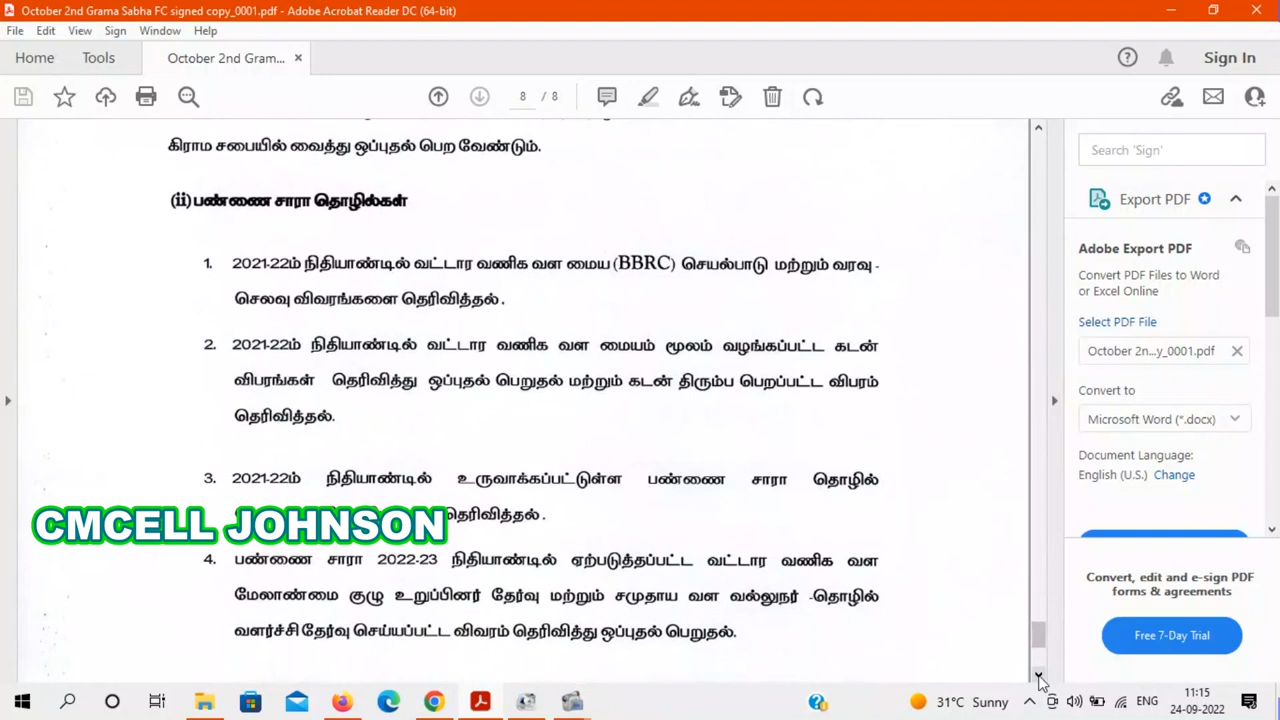 October 2nd Grama Sabha FC signed copy_0001.pdf - Adobe Acrobat Reader DC (64-bit)
File Edit View Sign Window Help
Home Tools October 2nd Gram... × Sign In
8 / 8
கிராம சபையில் வைத்து ஒப்புதல் பெற வேண்டும்.
(ii) பண்ணை சாரா தொழில்கள்
1. 2021-22ம் நிதியாண்டில் வட்டார வணிக வள மைய (BBRC) செயல்பாடு மற்றும் வரவு -
செலவு விவரங்களை தெரிவித்தல்.
2. 2021-22ம் நிதியாண்டில் வட்டார வணிக வள மையம் மூலம் வழங்கப்பட்ட கடன்
விபரங்கள் தெரிவித்து ஒப்புதல் பெறுதல் மற்றும் கடன் திரும்ப பெறப்பட்ட விபரம்
தெரிவித்தல்.
3. 2021-22ம் நிதியாண்டில் உருவாக்கப்பட்டுள்ள பண்ணை சாரா தொழில்
தெரிவித்தல்.
CMCELL JOHNSON
4. பண்ணை சாரா 2022-23 நிதியாண்டில் ஏற்படுத்தப்பட்ட வட்டார வணிக வள
மேலாண்மை குழு உறுப்பினர் தேர்வு மற்றும் சமுதாய வள வல்லுநர் -தொழில்
வளர்ச்சி தேர்வு செய்யப்பட்ட விவரம் தெரிவித்து ஒப்புதல் பெறுதல்.
Search 'Sign'
Export PDF
Adobe Export PDF
Convert PDF Files to Word
or Excel Online
Select PDF File
October 2n...y_0001.pdf ×
Convert to
Microsoft Word (*.docx)
Document Language:
English (U.S.) Change
Convert, edit and e-sign PDF
forms & agreements
Free 7-Day Trial
31°C Sunny ENG 11:15
24-09-2022